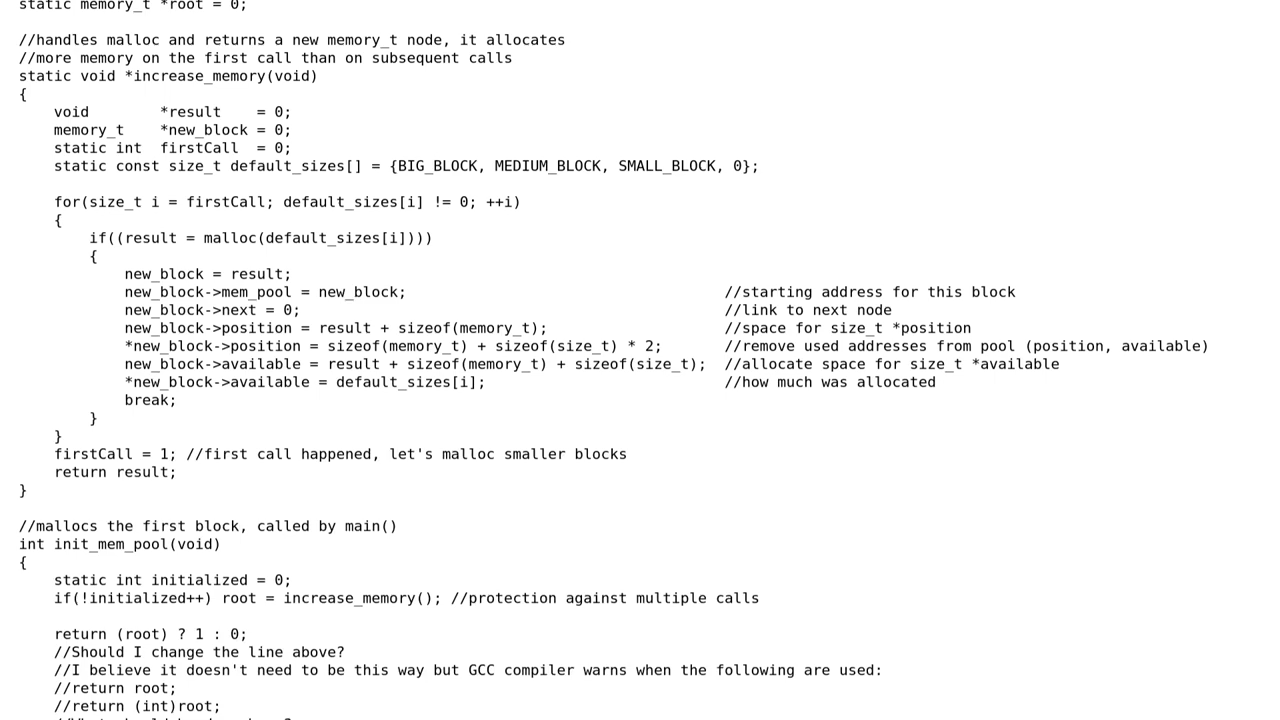 static memory_t *root = 0;
//handles malloc and returns a new memory_t node, it allocates
//more memory on the first call than on subsequent calls
static void *increase_memory(void)
{
    void        *result    = 0;
    memory_t    *new_block = 0;
    static int  firstCall  = 0;
    static const size_t default_sizes[] = {BIG_BLOCK, MEDIUM_BLOCK, SMALL_BLOCK, 0};
    for(size_t i = firstCall; default_sizes[i] != 0; ++i)
    {
        if((result = malloc(default_sizes[i])))
        {
            new_block = result;
            new_block->mem_pool = new_block;                                    //starting address for this block
            new_block->next = 0;                                                //link to next node
            new_block->position = result + sizeof(memory_t);                    //space for size_t *position
            *new_block->position = sizeof(memory_t) + sizeof(size_t) * 2;       //remove used addresses from pool (position, available)
            new_block->available = result + sizeof(memory_t) + sizeof(size_t);  //allocate space for size_t *available
            *new_block->available = default_sizes[i];                           //how much was allocated
            break;
        }
    }
    firstCall = 1; //first call happened, let's malloc smaller blocks
    return result;
}
//mallocs the first block, called by main()
int init_mem_pool(void)
{
    static int initialized = 0;
    if(!initialized++) root = increase_memory(); //protection against multiple calls
    return (root) ? 1 : 0;
    //Should I change the line above?
    //I believe it doesn't need to be this way but GCC compiler warns when the following are used:
    //return root;
    //return (int)root;